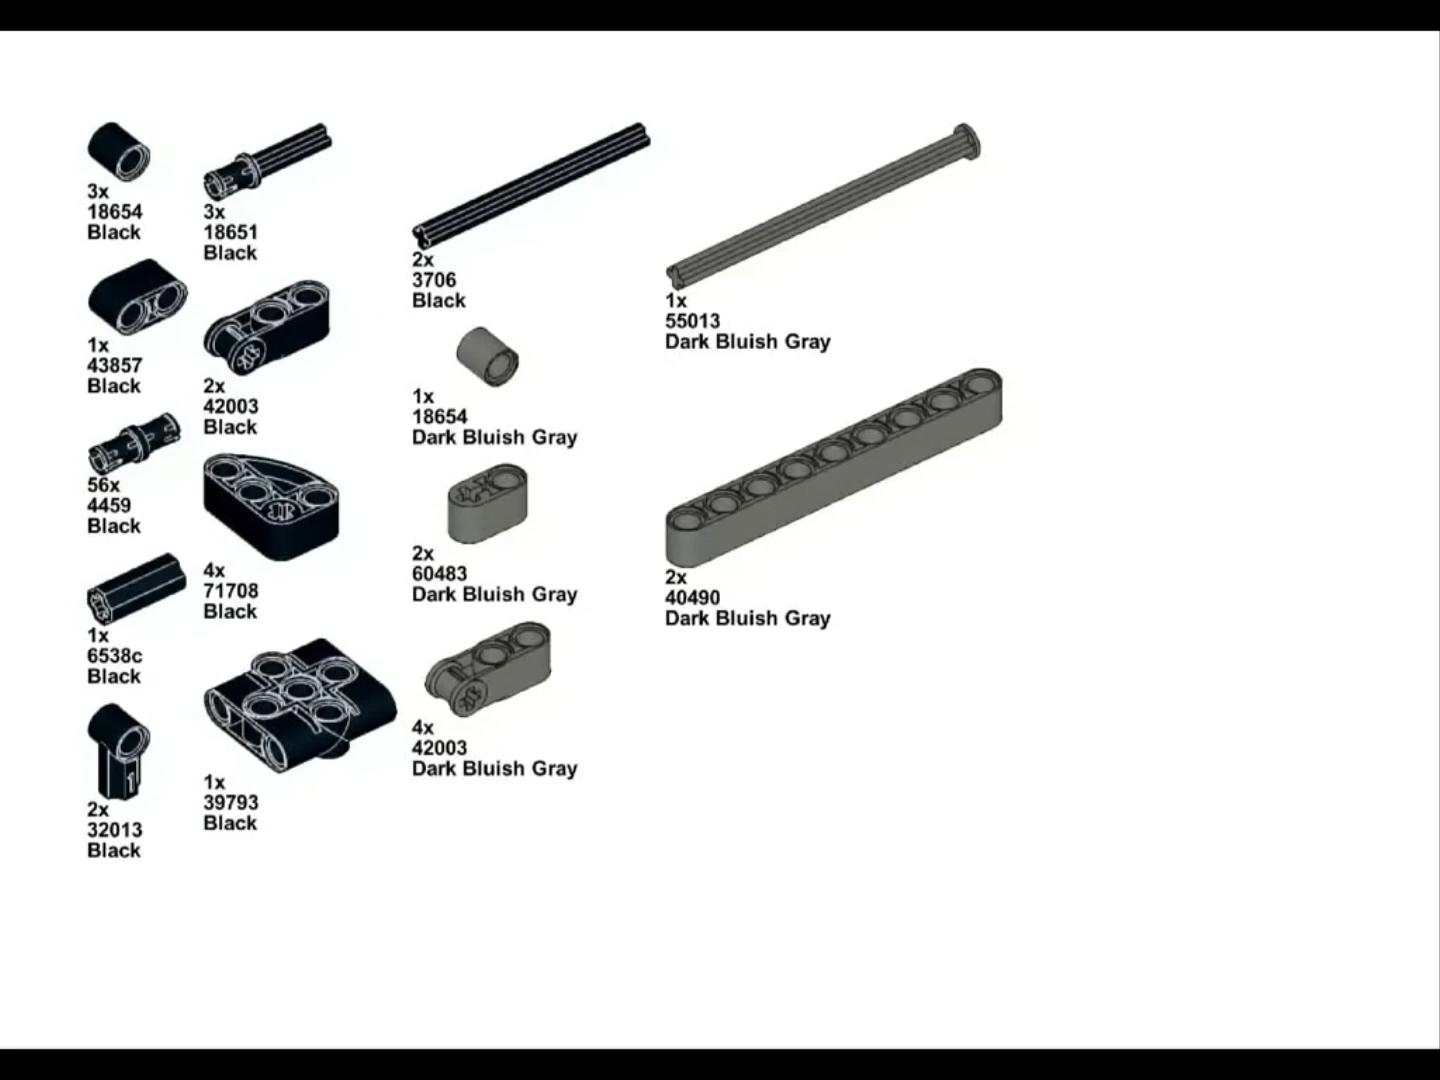 3x
18654
Black
1x
43857
Black
56x
4459
Black
1x
6538c
Black
2x
32013
Black
3x
18651
Black
2x
42003
Black
4x
71708
Black
1x
39793
Black
2x
3706
Black
1x
18654
Dark Bluish Gray
2x
60483
Dark Bluish Gray
4x
42003
Dark Bluish Gray
1x
55013
Dark Bluish Gray
2x
40490
Dark Bluish Gray